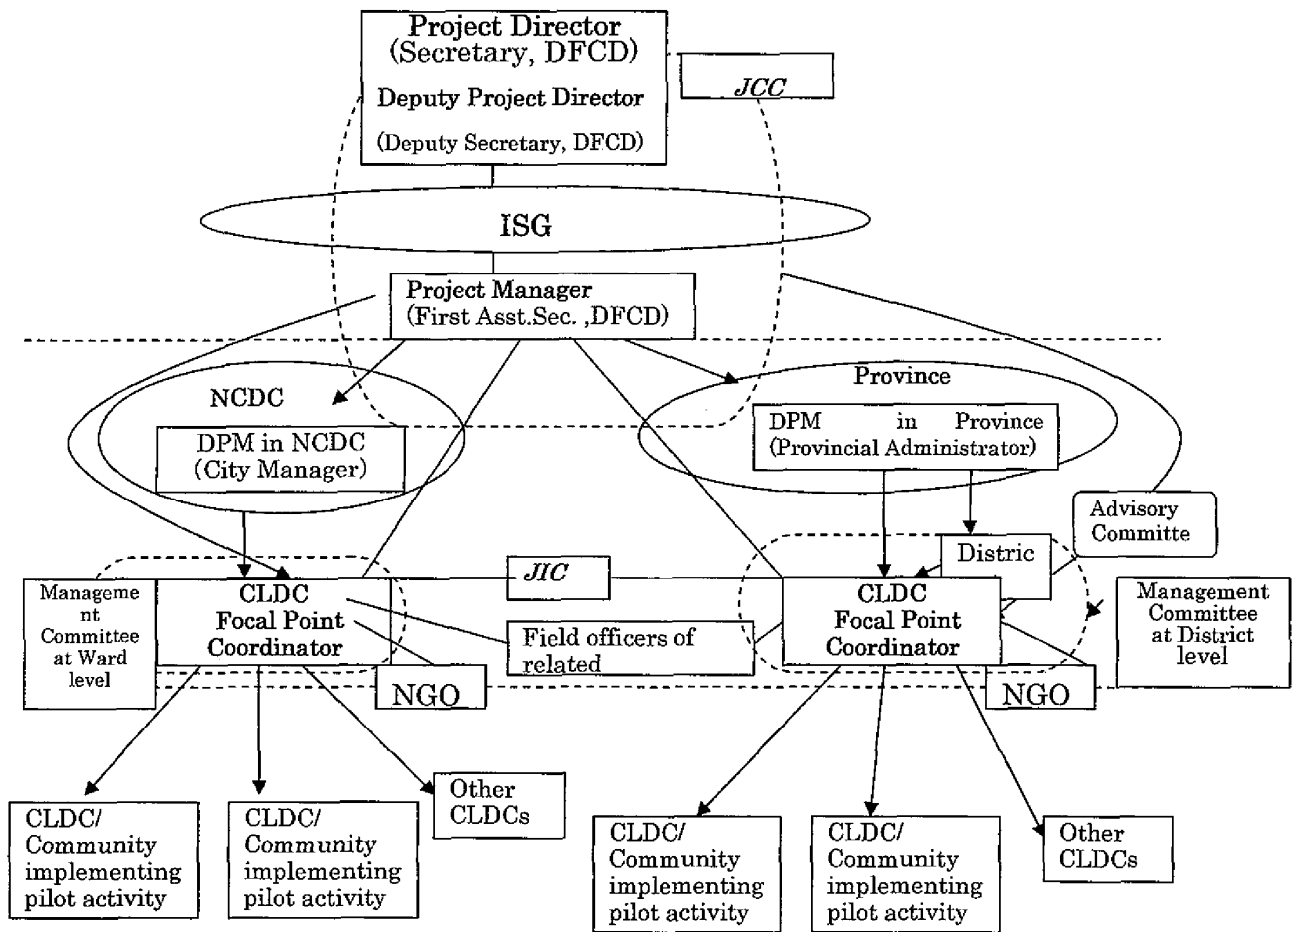 Project Director
(Secretary, DFCD)
Deputy Project Director
(Deputy Secretary, DFCD)
JCC
ISG
Project Manager
(First Asst.Sec. ,DFCD)
NCDC
DPM in NCDC
(City Manager)
Province
DPM in Province
(Provincial Administrator)
Advisory
Committe
Distric
JIC
Manageme
nt
Committee
at Ward
level
CLDC
Focal Point
Coordinator
Field officers of
related
CLDC
Focal Point
Coordinator
Management
Committee
at District
level
NGO
NGO
CLDC/
Community
implementing
pilot activity
CLDC/
Community
implementing
pilot activity
Other
CLDCs
CLDC/
Community
implementing
pilot activity
CLDC/
Community
implementing
pilot activity
Other
CLDCs